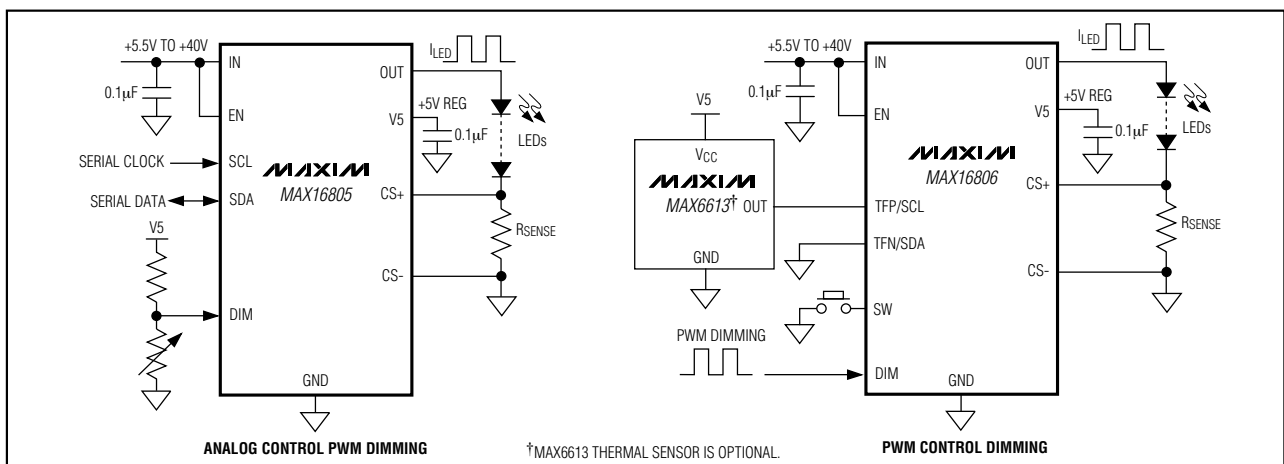 +5.5V TO +40V
IN
0.1µF
EN
SERIAL CLOCK
SCL
SERIAL DATA
SDA
V5
DIM
GND
MAXIM
MAX16805
ILED
OUT
+5V REG
V5
0.1µF
LEDs
CS+
RSENSE
CS-
ANALOG CONTROL PWM DIMMING
+5.5V TO +40V
IN
0.1µF
EN
V5
VCC
MAXIM
MAX6613† OUT
GND
TFP/SCL
TFN/SDA
SW
PWM DIMMING
DIM
GND
MAXIM
MAX16806
ILED
OUT
+5V REG
V5
0.1µF
LEDs
CS+
RSENSE
CS-
PWM CONTROL DIMMING
†MAX6613 THERMAL SENSOR IS OPTIONAL.